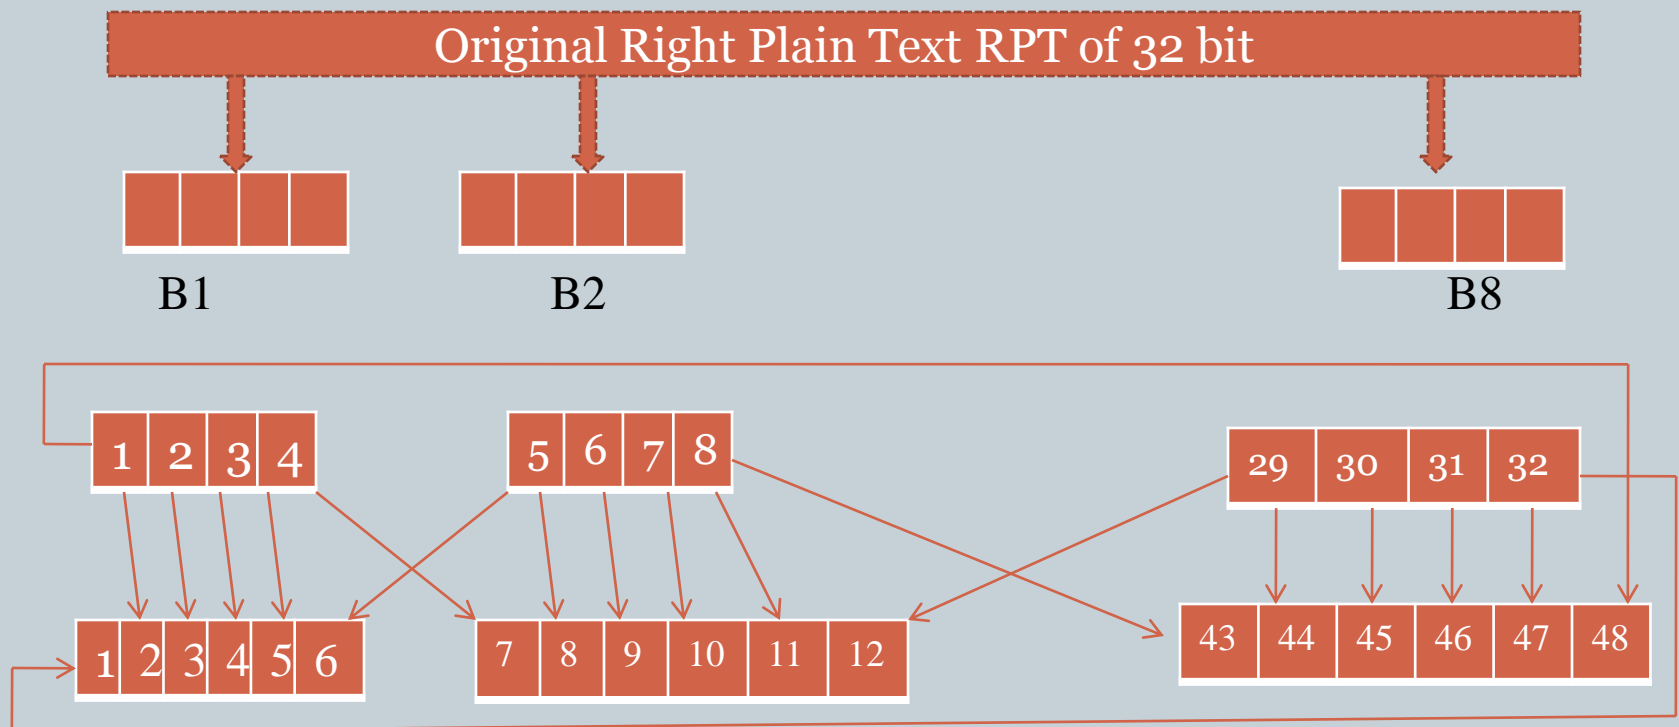 Original Right Plain Text RPT of 32 bit
B1 B2 B8
1 2 3 4 5 6 7 8 29 30 31 32
1 2 3 4 5 6 7 8 9 10 11 12 43 44 45 46 47 48